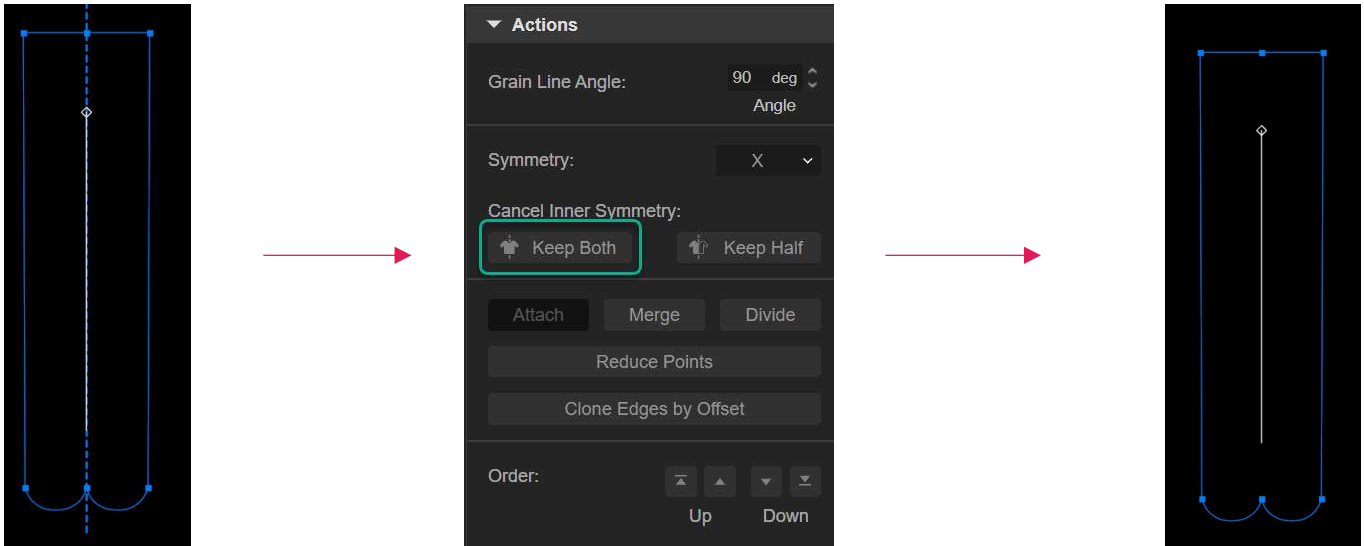 Actions
Grain Line Angle: 90 deg
Angle
Symmetry: X
Cancel Inner Symmetry:
Keep Both Keep Half
Attach Merge Divide
Reduce Points
Clone Edges by Offset
Order:
Up Down